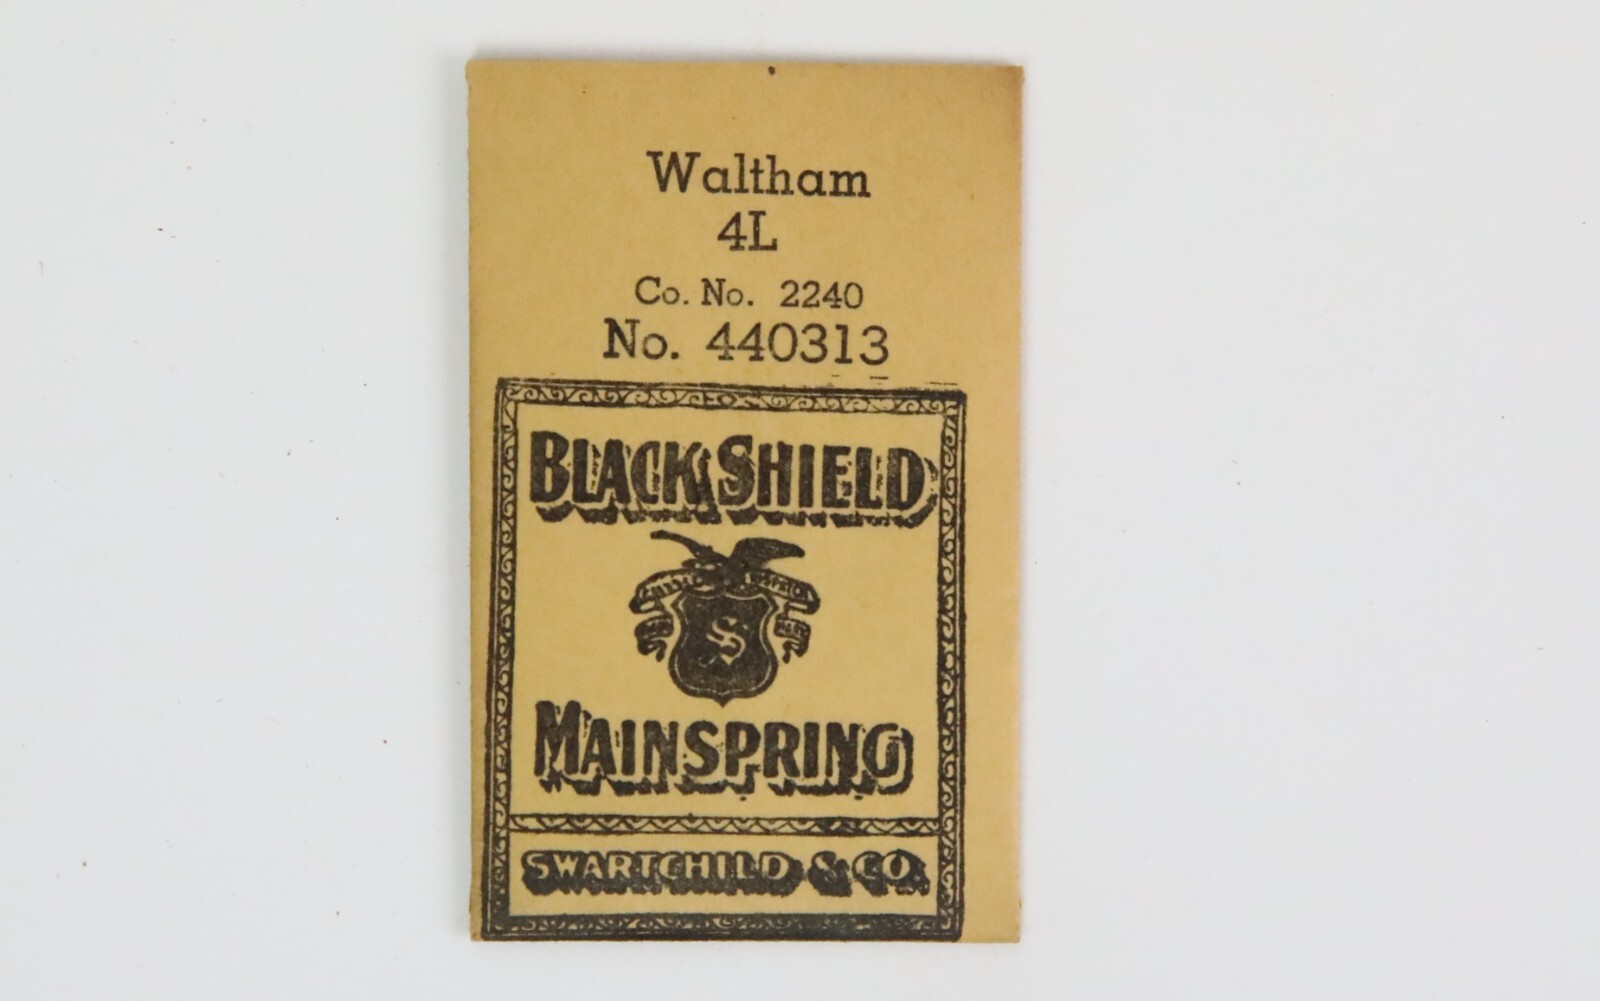 Waltham
4L
Co. No. 2240
No. 440313
BLACK SHIELD
S
MAINSPRING
SWARTCHILD & CO.